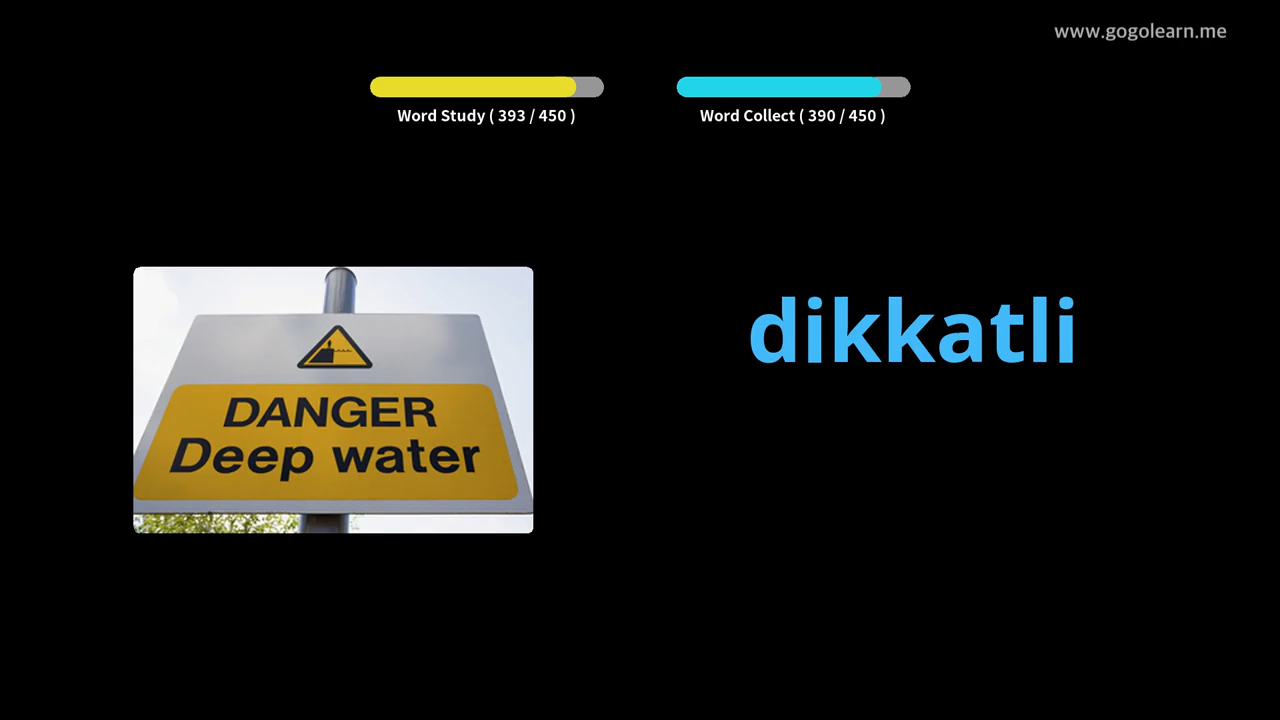 www.gogolearn.me
Word Study ( 393 / 450 )
Word Collect ( 390 / 450 )
DANGER
Deep water
dikkatli